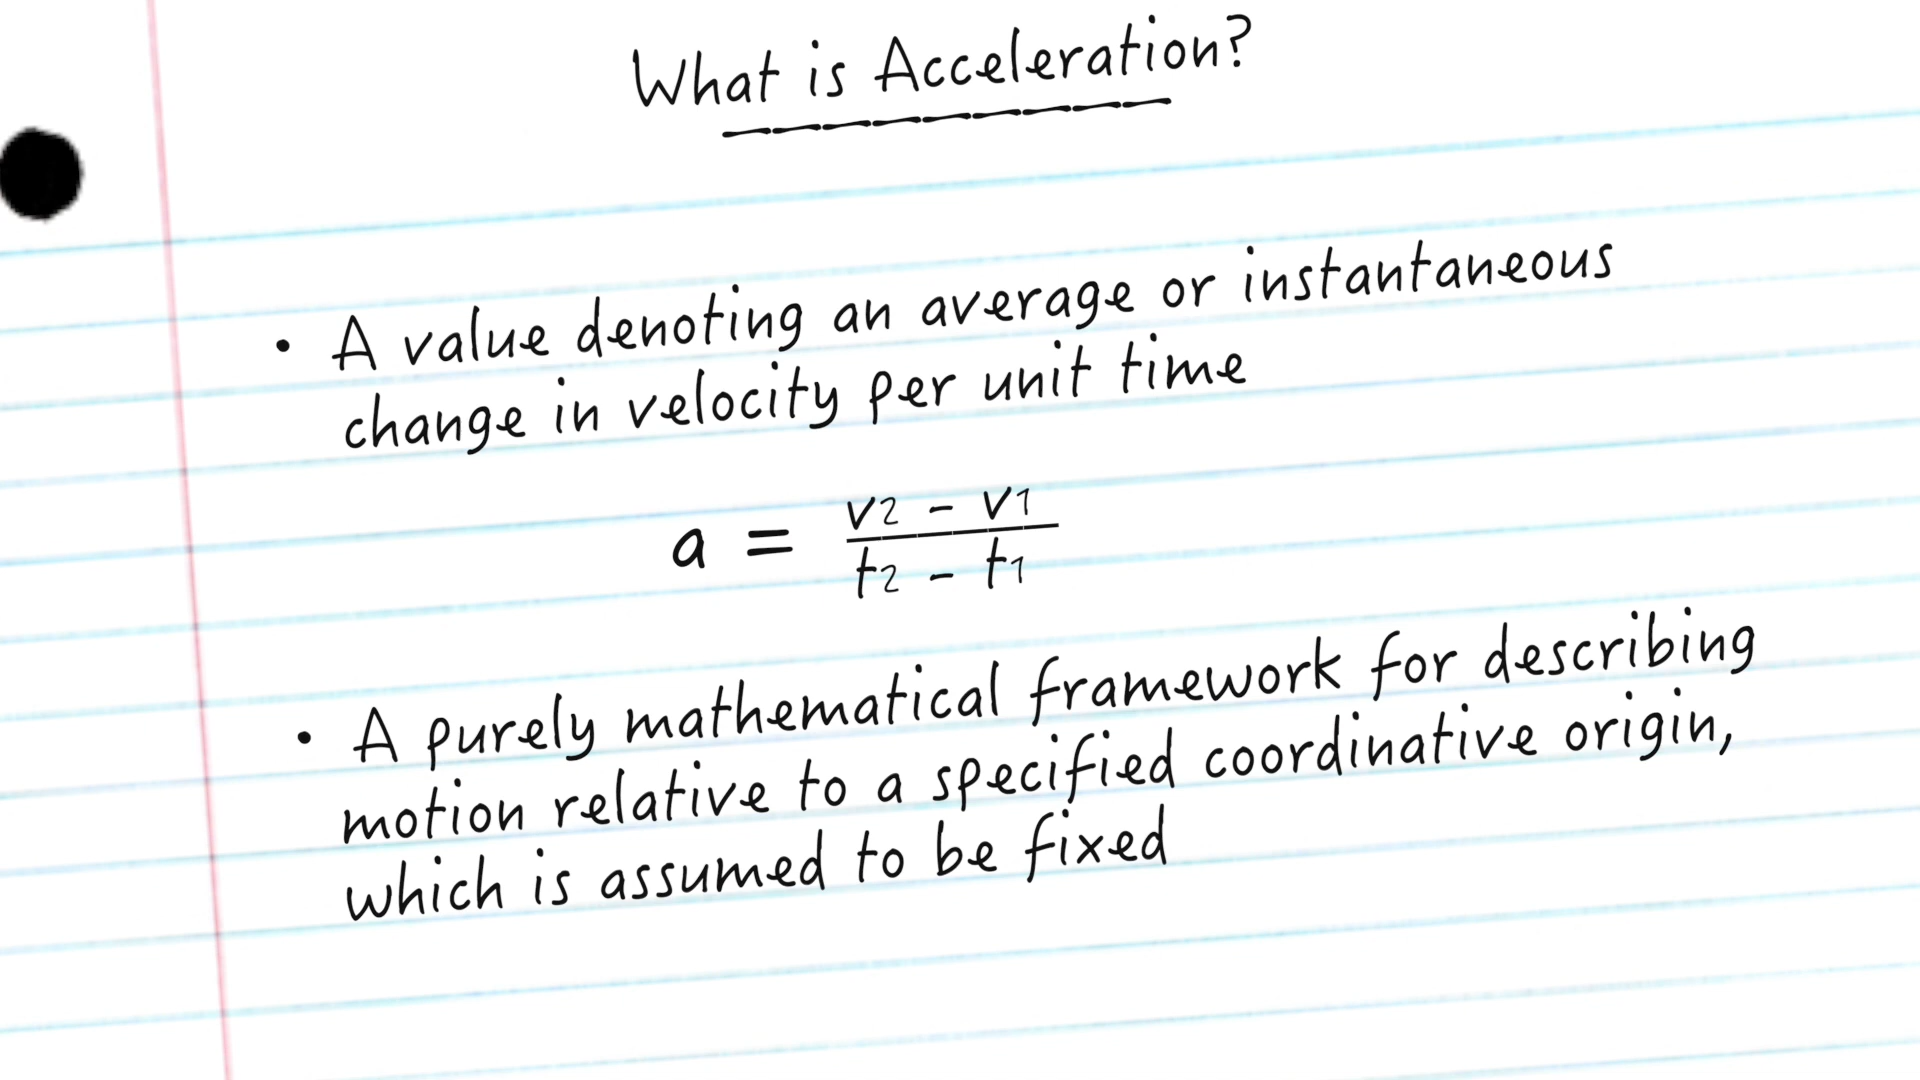 What is Acceleration?
• A value denoting an average or instantaneous
change in velocity per unit time
a = v2 - v1
t2 - t1
• A purely mathematical framework for describing
motion relative to a specified coordinative origin,
which is assumed to be fixed